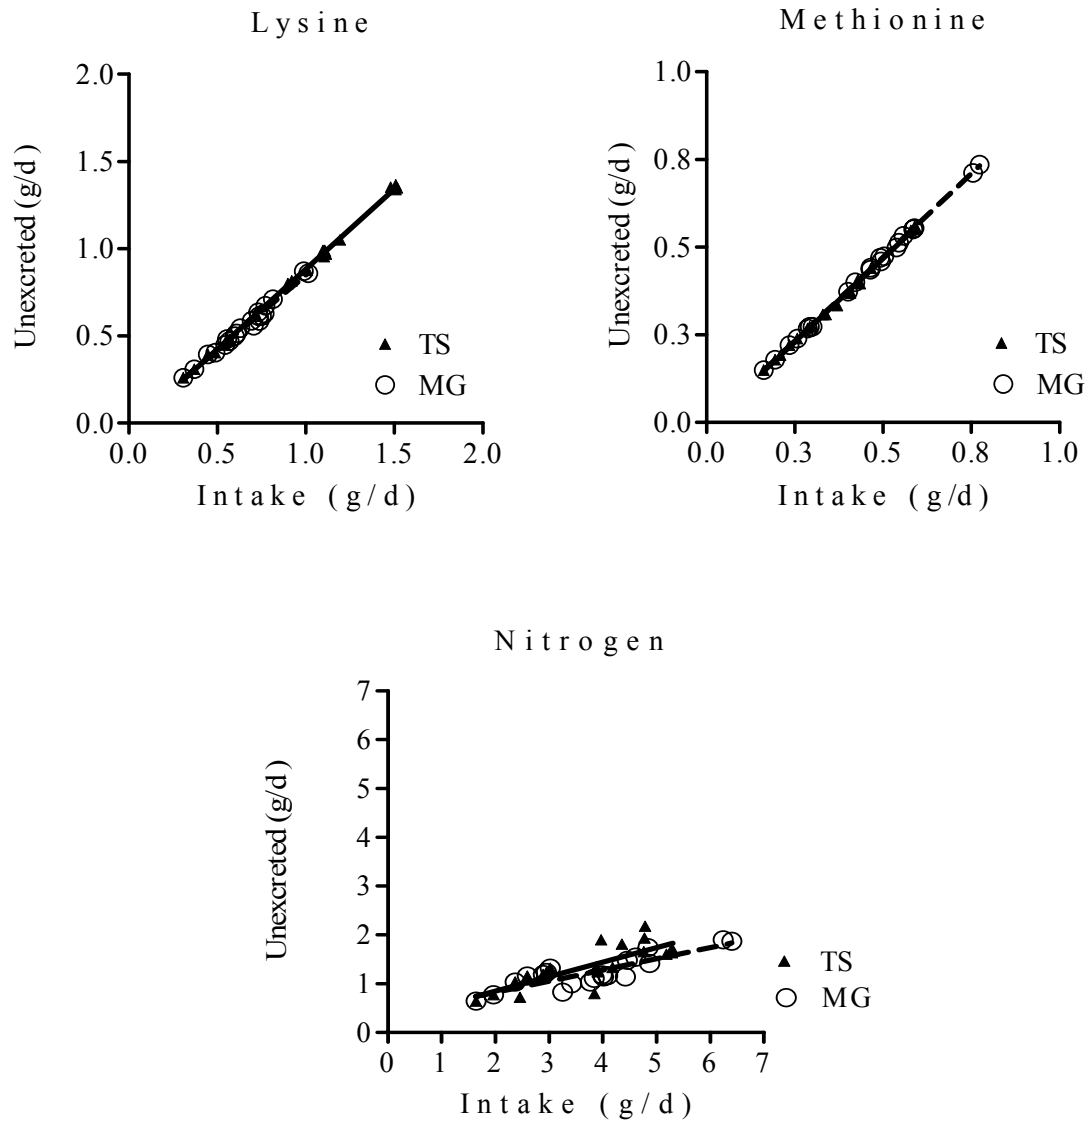 Lysine
2.0
1.5
1.0
0.5
0.0
Unexcreted (g/d)
TS
MG
0.0 0.5 1.0 1.5 2.0
Intake (g/d)
Methionine
1.0
0.8
0.5
0.3
0.0
Unexcreted (g/d)
TS
MG
0.0 0.3 0.5 0.8 1.0
Intake (g/d)
Nitrogen
7
6
5
4
3
2
1
0
Unexcreted (g/d)
TS
MG
0 1 2 3 4 5 6 7
Intake (g/d)